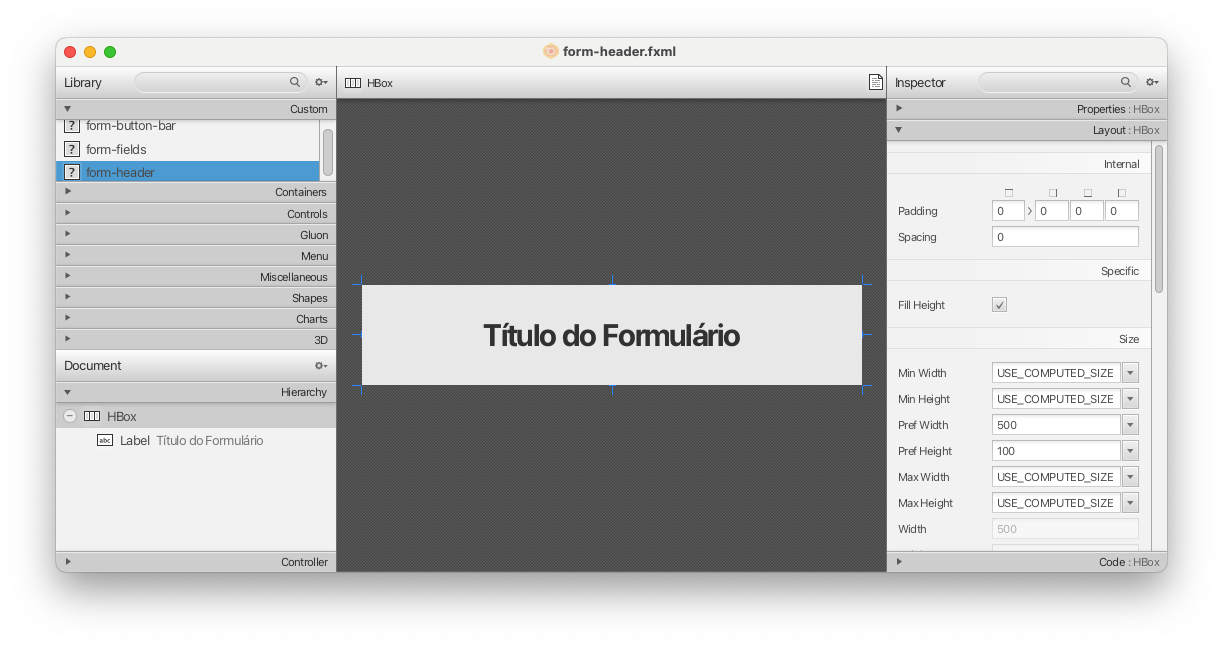 form-header.fxml
Library
Custom
? form-button-bar
? form-fields
? form-header
Containers
Controls
Gluon
Menu
Miscellaneous
Shapes
Charts
3D
Document
Hierarchy
HBox
abc Label Título do Formulário
Controller
HBox
Título do Formulário
Inspector
Properties : HBox
Layout : HBox
Internal
Padding 0 0 0 0
Spacing 0
Specific
Fill Height
Size
Min Width USE_COMPUTED_SIZE
Min Height USE_COMPUTED_SIZE
Pref Width 500
Pref Height 100
Max Width USE_COMPUTED_SIZE
Max Height USE_COMPUTED_SIZE
Width 500
Code : HBox